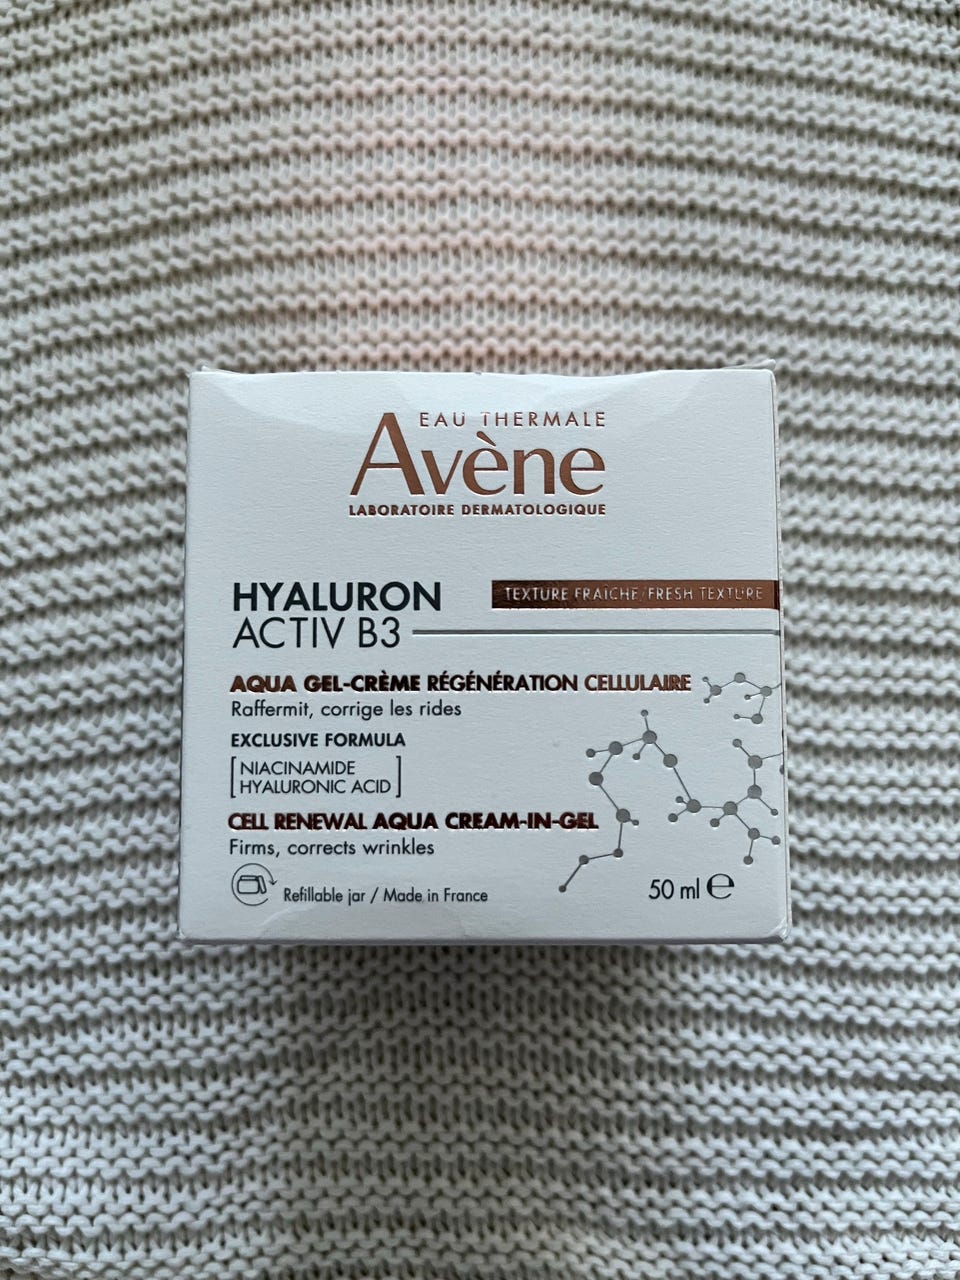 EAU THERMALE
Avène
LABORATOIRE DERMATOLOGIQUE
HYALURON
ACTIV B3
TEXTURE FRAÎCHE/FRESH TEXTURE
AQUA GEL-CRÈME RÉGÉNÉRATION CELLULAIRE
Raffermit, corrige les rides
EXCLUSIVE FORMULA
[NIACINAMIDE
HYALURONIC ACID]
CELL RENEWAL AQUA CREAM-IN-GEL
Firms, corrects wrinkles
Refillable jar / Made in France
50 ml ℮